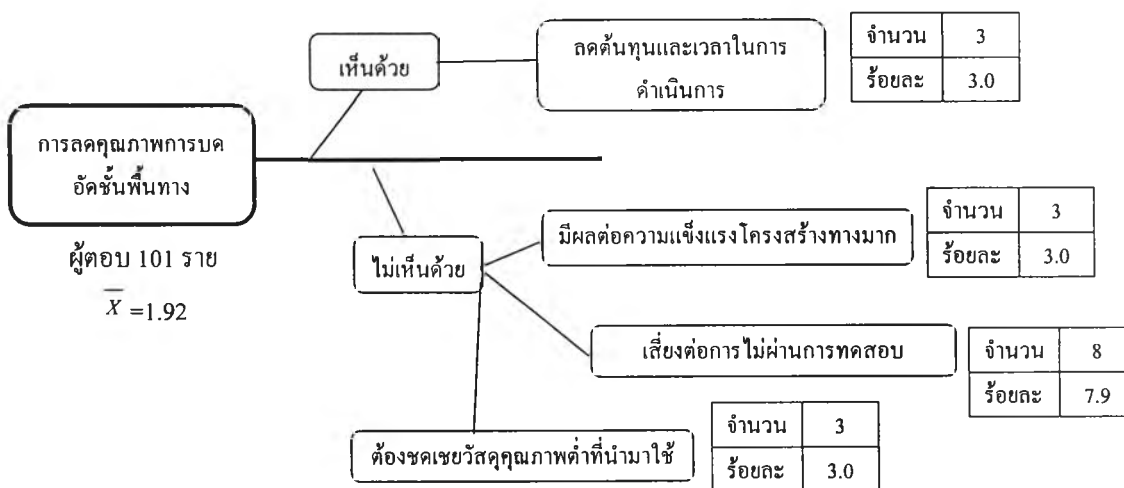 เห็นด้วย
ลดต้นทุนและเวลาในการ
ดำเนินการ
จำนวน 3
ร้อยละ 3.0
การลดคุณภาพการบด
อัดชั้นพื้นทาง
ผู้ตอบ 101 ราย
X̄ =1.92
ไม่เห็นด้วย
มีผลต่อความแข็งแรงโครงสร้างทางมาก
จำนวน 3
ร้อยละ 3.0
เสี่ยงต่อการไม่ผ่านการทดสอบ
จำนวน 8
ร้อยละ 7.9
ต้องชดเชยวัสดุคุณภาพต่ำที่นำมาใช้
จำนวน 3
ร้อยละ 3.0